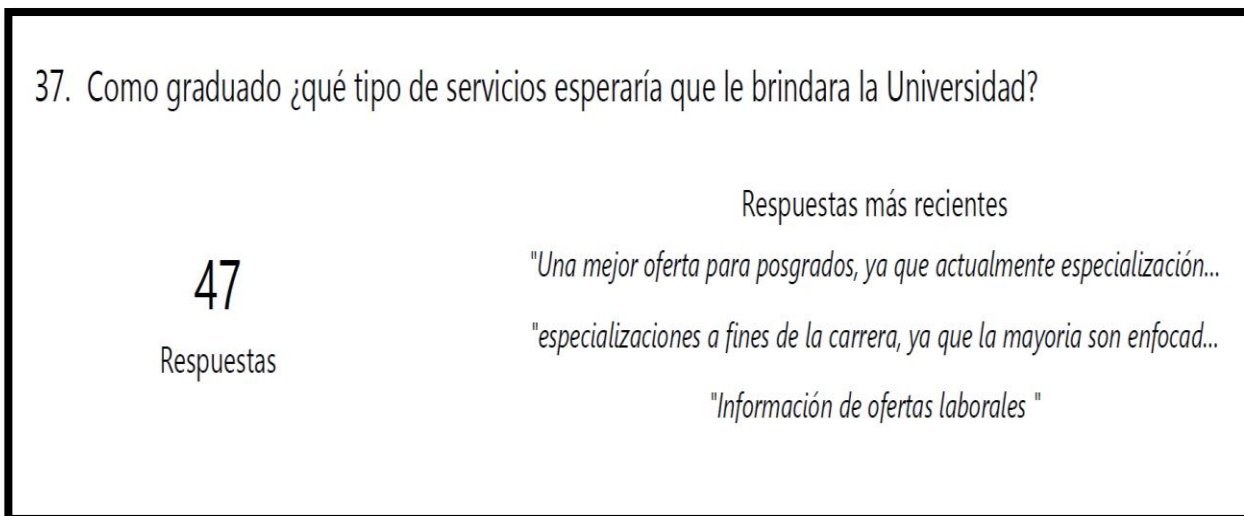 37. Como graduado ¿qué tipo de servicios esperaría que le brindara la Universidad?
47
Respuestas
Respuestas más recientes
"Una mejor oferta para posgrados, ya que actualmente especialización...
"especializaciones a fines de la carrera, ya que la mayoria son enfocad...
"Información de ofertas laborales "